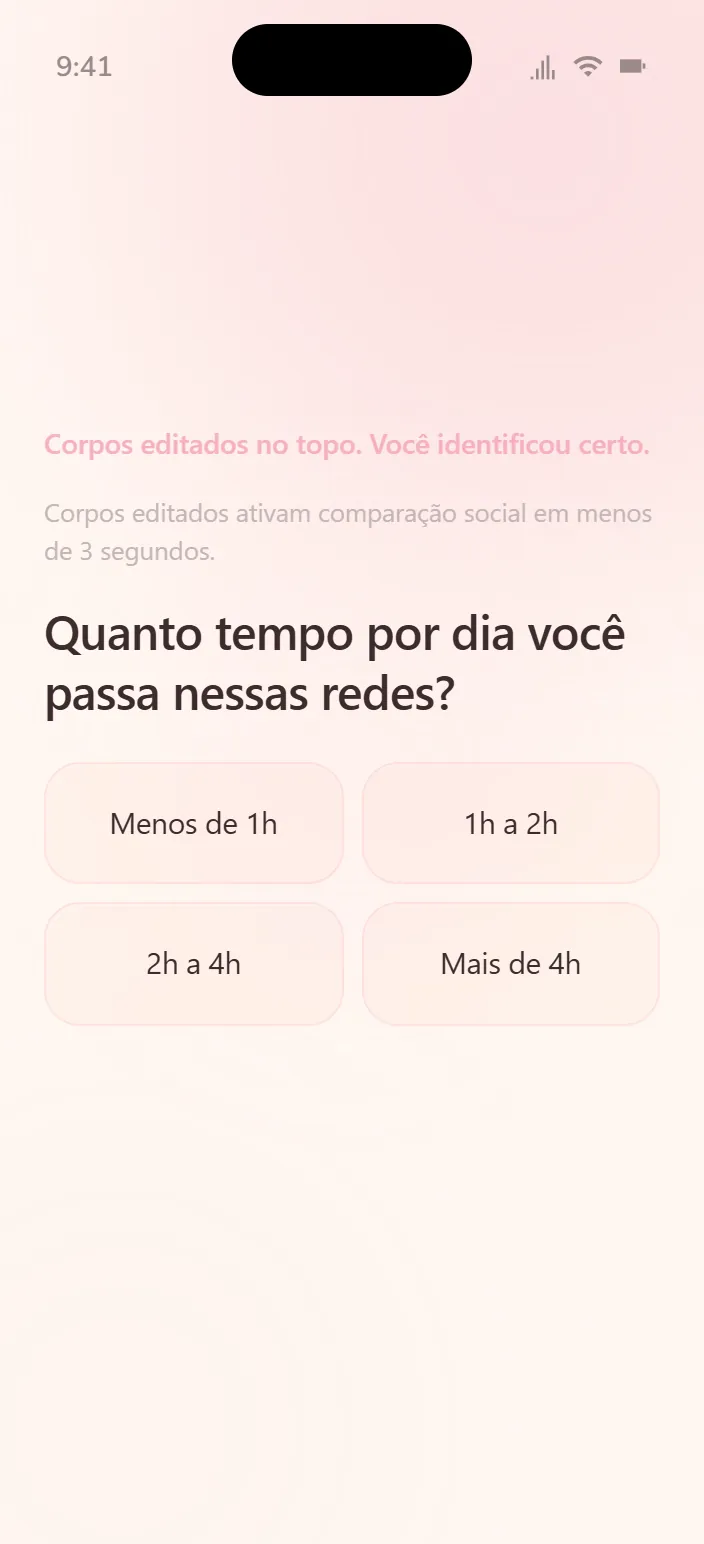 9:41
Corpos editados no topo. Você identificou certo.
Corpos editados ativam comparação social em menos
de 3 segundos.
Quanto tempo por dia você
passa nessas redes?
Menos de 1h
1h a 2h
2h a 4h
Mais de 4h